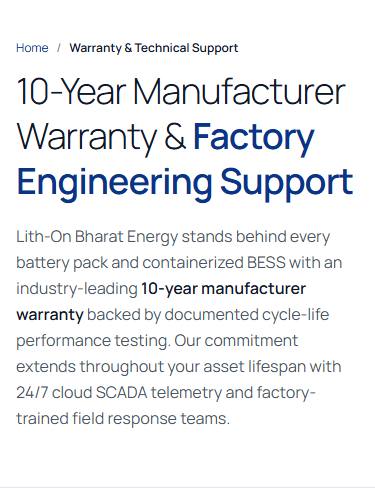 Home / Warranty & Technical Support
10-Year Manufacturer
Warranty & Factory
Engineering Support
Lith-On Bharat Energy stands behind every
battery pack and containerized BESS with an
industry-leading 10-year manufacturer
warranty backed by documented cycle-life
performance testing. Our commitment
extends throughout your asset lifespan with
24/7 cloud SCADA telemetry and factory-
trained field response teams.